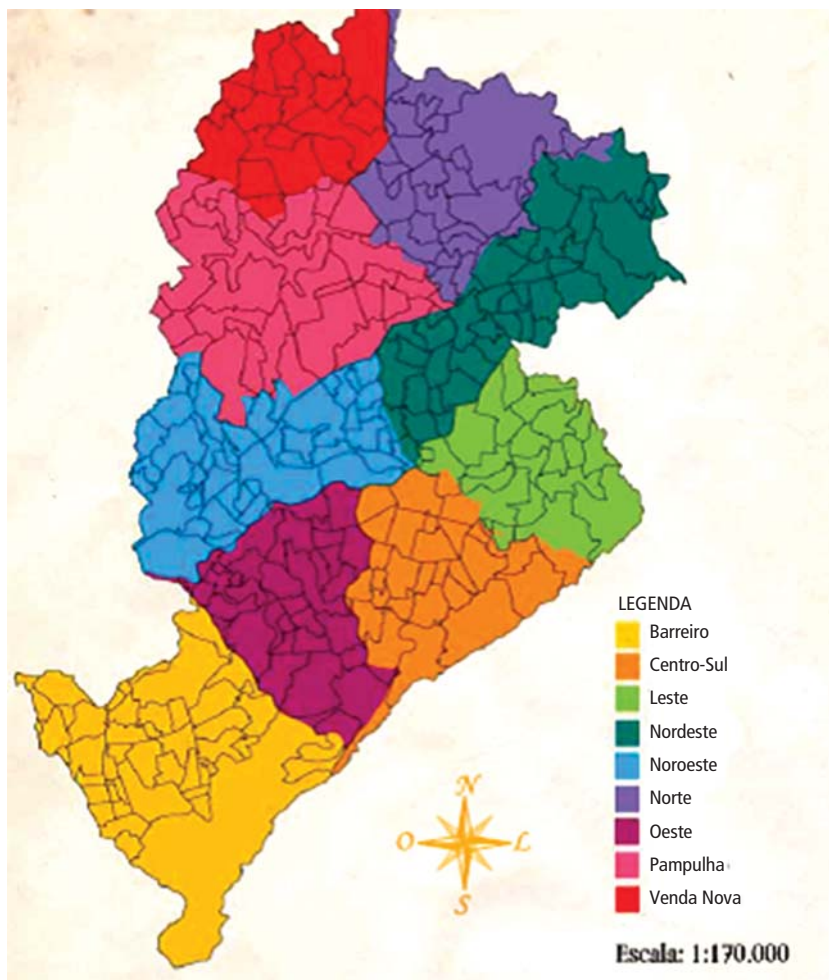 LEGENDA
Barreiro
Centro-Sul
Leste
Nordeste
Noroeste
Norte
Oeste
Pampulha
Venda Nova
N
O L
S
Escala: 1:170.000